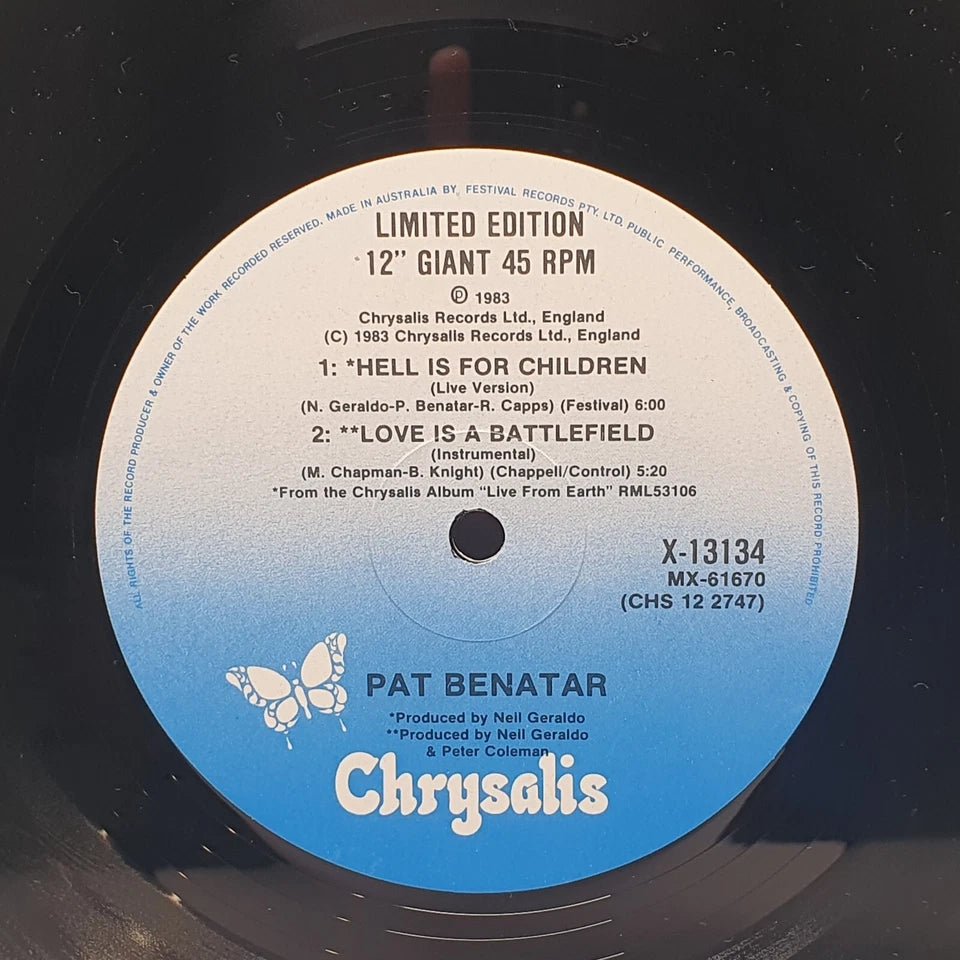 ALL RIGHTS OF THE RECORD PRODUCER & OWNER OF THE WORK RECORDED RESERVED. MADE IN AUSTRALIA BY FESTIVAL RECORDS PTY. LTD. PUBLIC PERFORMANCE, BROADCASTING & COPYING OF THIS RECORD PROHIBITED
LIMITED EDITION
12" GIANT 45 RPM
℗ 1983
Chrysalis Records Ltd., England
(C) 1983 Chrysalis Records Ltd., England
1: *HELL IS FOR CHILDREN
(Live Version)
(N. Geraldo-P. Benatar-R. Capps) (Festival) 6:00
2: **LOVE IS A BATTLEFIELD
(Instrumental)
(M. Chapman-B. Knight) (Chappell/Control) 5:20
*From the Chrysalis Album "Live From Earth" RML53106
X-13134
MX-61670
(CHS 12 2747)
PAT BENATAR
*Produced by Neil Geraldo
**Produced by Neil Geraldo
& Peter Coleman
Chrysalis